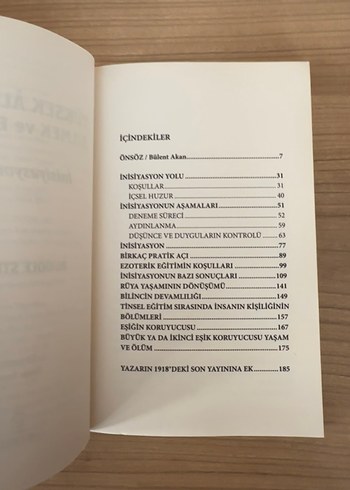 İÇİNDEKİLER
ÖNSÖZ / Bülent Akan.......................................7
İNİSİYASYON YOLU.......................................31
KOŞULLAR.......................................31
İÇSEL HUZUR.......................................40
İNİSİYASYONUN AŞAMALARI.......................................51
DENEME SÜRECİ.......................................52
AYDINLANMA.......................................59
DÜŞÜNCE VE DUYGULARIN KONTROLÜ.......63
İNİSİYASYON.......................................77
BİRKAÇ PRATİK AÇI.......................................89
EZOTERİK EĞİTİMİN KOŞULLARI.......................99
İNİSİYASYONUN BAZI SONUÇLARI.......................109
RÜYA YAŞAMININ DÖNÜŞÜMÜ.......................141
BİLİNCİN DEVAMLILIĞI.......................................149
TİNSEL EĞİTİM SIRASINDA İNSANIN KİŞİLİĞİNİN
BÖLÜMLERİ.......................................157
EŞİĞİN KORUYUCUSU.......................................167
BÜYÜK YA DA İKİNCİ EŞİK KORUYUCUSU YAŞAM
VE ÖLÜM.......................................175
YAZARIN 1918'DEKİ SON YAYININA EK.............185